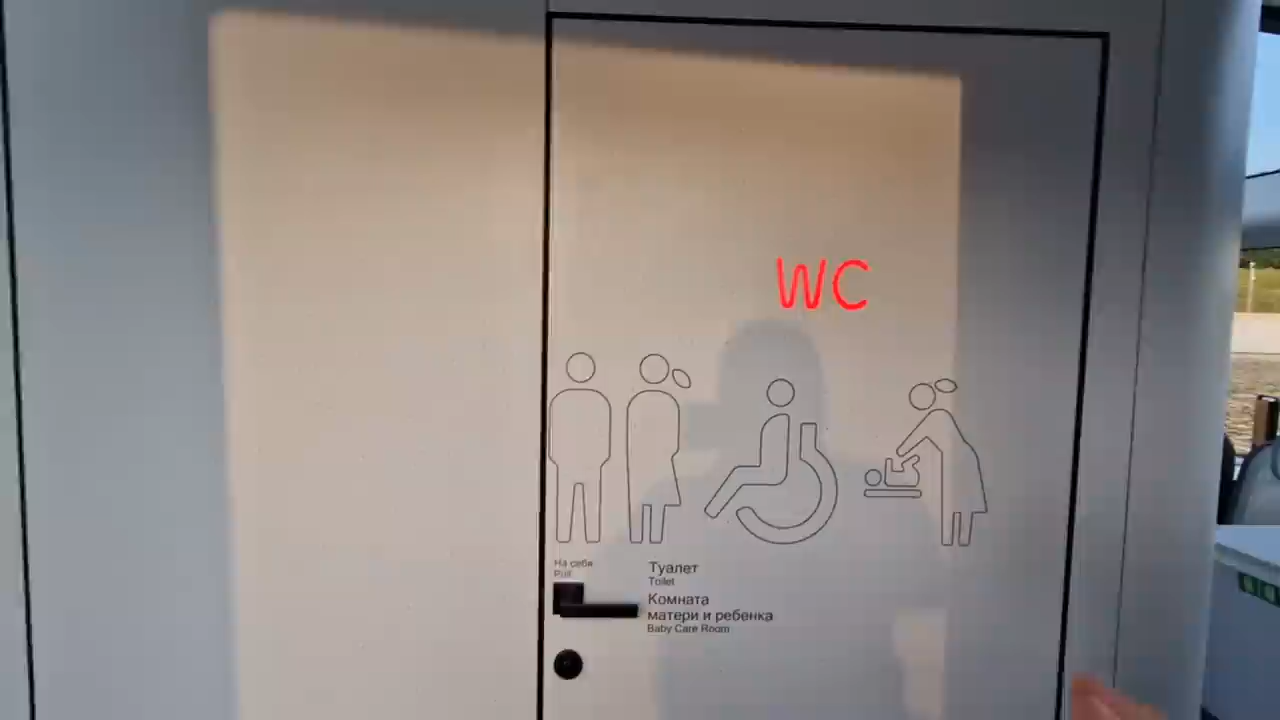 WC
На себя
Pull
Туалет
Toilet
Комната
матери и ребенка
Baby Care Room